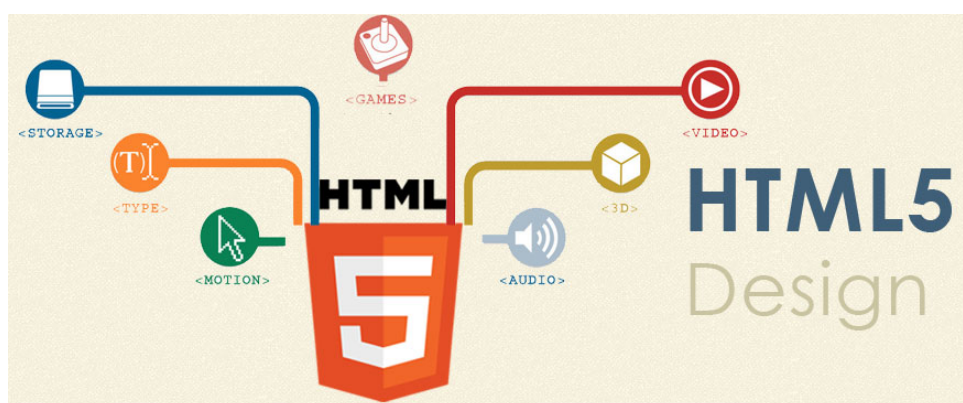 <GAMES>
<STORAGE>
<VIDEO>
(T)
<TYPE>
<3D>
HTML
5
<MOTION>
<AUDIO>
HTML5
Design